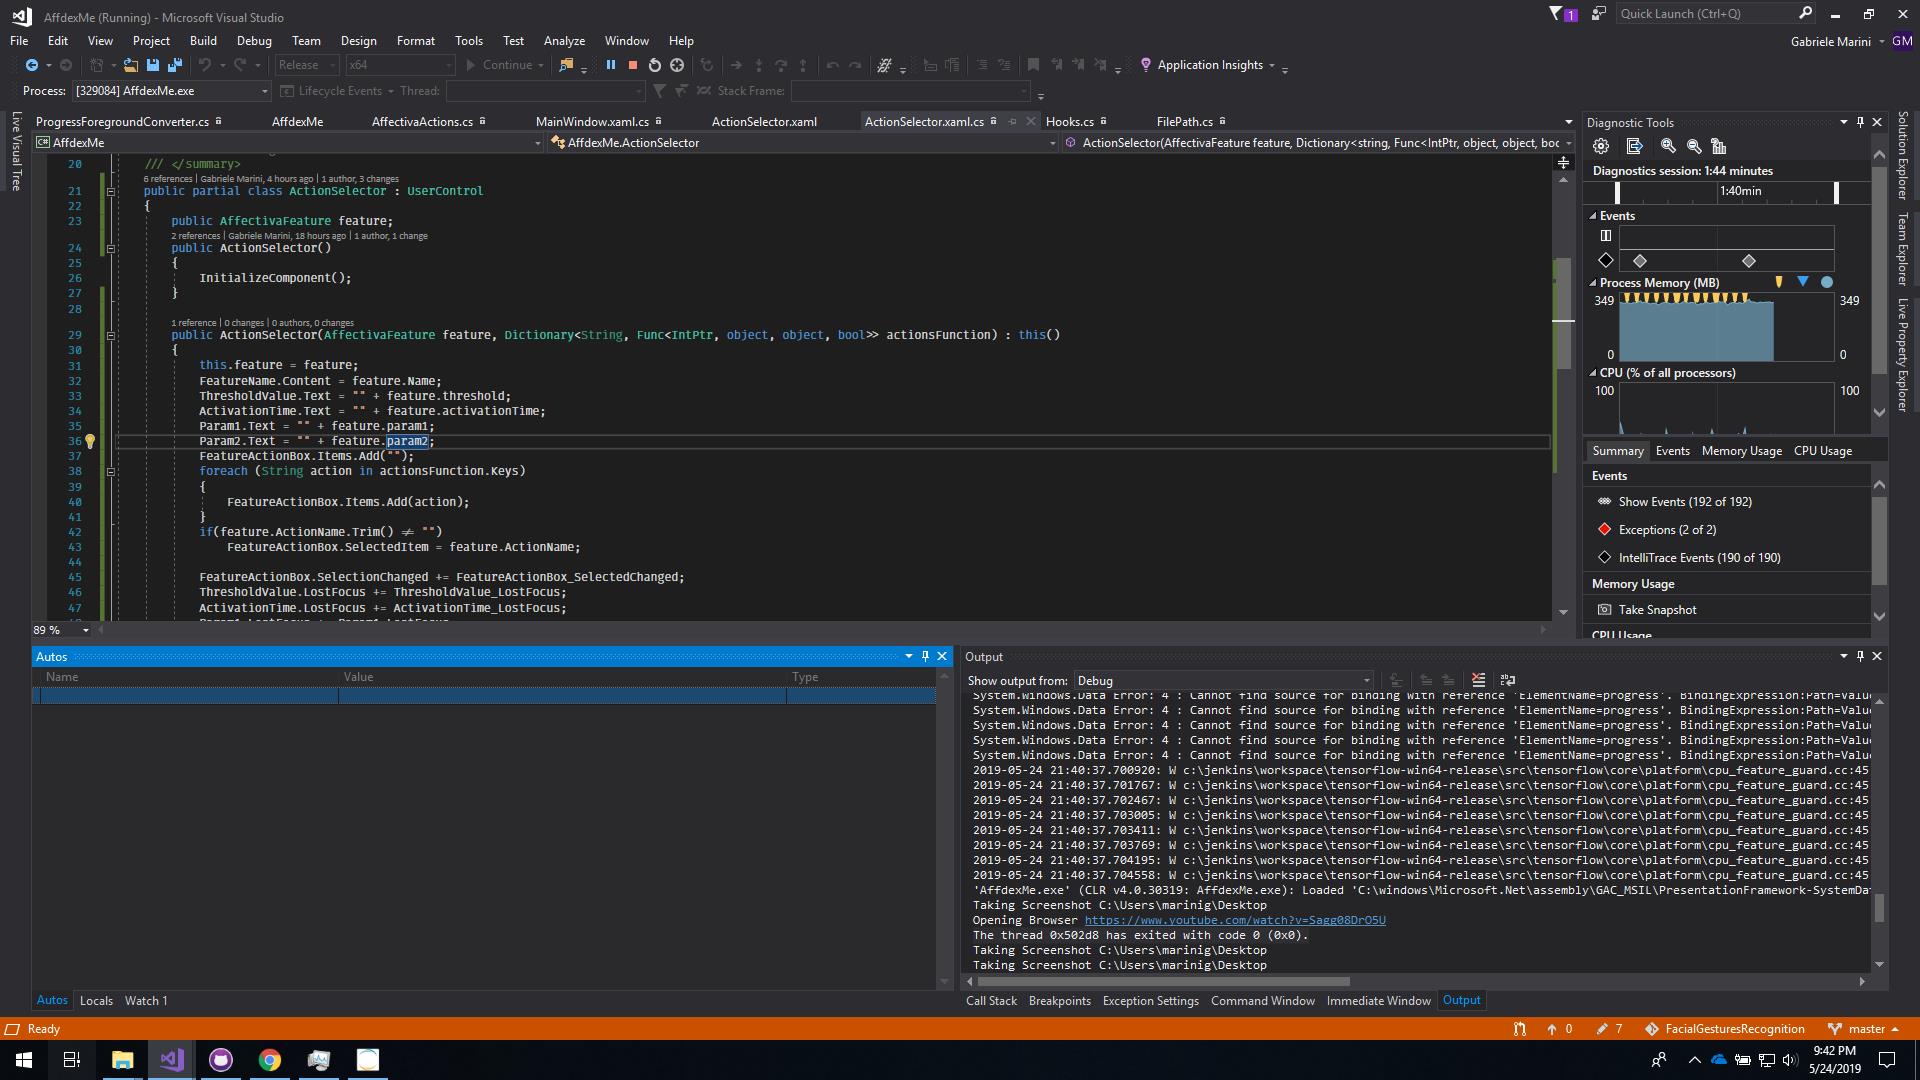 AffdexMe (Running) - Microsoft Visual Studio
1
Quick Launch (Ctrl+Q)
File Edit View Project Build Debug Team Design Format Tools Test Analyze Window Help
Gabriele Marini GM
Release x64 Continue Application Insights
Process: [329084] AffdexMe.exe Lifecycle Events Thread: Stack Frame:
Live Visual Tree
ProgressForegroundConverter.cs AffdexMe AffectivaActions.cs MainWindow.xaml.cs ActionSelector.xaml ActionSelector.xaml.cs Hooks.cs FilePath.cs
AffdexMe AffdexMe.ActionSelector ActionSelector(AffectivaFeature feature, Dictionary<string, Func<IntPtr, object, object, boc
20 /// </summary>
6 references | Gabriele Marini, 4 hours ago | 1 author, 3 changes
21 public partial class ActionSelector : UserControl
22 {
23 public AffectivaFeature feature;
2 references | Gabriele Marini, 18 hours ago | 1 author, 1 change
24 public ActionSelector()
25 {
26 InitializeComponent();
27 }
28
1 reference | 0 changes | 0 authors, 0 changes
29 public ActionSelector(AffectivaFeature feature, Dictionary<String, Func<IntPtr, object, object, bool>> actionsFunction) : this()
30 {
31 this.feature = feature;
32 FeatureName.Content = feature.Name;
33 ThresholdValue.Text = "" + feature.threshold;
34 ActivationTime.Text = "" + feature.activationTime;
35 Param1.Text = "" + feature.param1;
36 Param2.Text = "" + feature.param2;
37 FeatureActionBox.Items.Add("");
38 foreach (String action in actionsFunction.Keys)
39 {
40 FeatureActionBox.Items.Add(action);
41 }
42 if(feature.ActionName.Trim() ≠ "")
43 FeatureActionBox.SelectedItem = feature.ActionName;
44
45 FeatureActionBox.SelectionChanged += FeatureActionBox_SelectedChanged;
46 ThresholdValue.LostFocus += ThresholdValue_LostFocus;
47 ActivationTime.LostFocus += ActivationTime_LostFocus;
89 %
Diagnostic Tools
Diagnostics session: 1:44 minutes
1:40min
Events
Process Memory (MB)
349 349
0 0
CPU (% of all processors)
100 100
Summary Events Memory Usage CPU Usage
Events
Show Events (192 of 192)
Exceptions (2 of 2)
IntelliTrace Events (190 of 190)
Memory Usage
Take Snapshot
CPU Usage
Solution Explorer
Team Explorer
Live Property Explorer
Autos
Name Value Type
Autos Locals Watch 1
Output
Show output from: Debug
System.Windows.Data Error: 4 : Cannot find source for binding with reference 'ElementName=progress'. BindingExpression:Path=Valu
System.Windows.Data Error: 4 : Cannot find source for binding with reference 'ElementName=progress'. BindingExpression:Path=Valu
System.Windows.Data Error: 4 : Cannot find source for binding with reference 'ElementName=progress'. BindingExpression:Path=Valu
System.Windows.Data Error: 4 : Cannot find source for binding with reference 'ElementName=progress'. BindingExpression:Path=Valu
System.Windows.Data Error: 4 : Cannot find source for binding with reference 'ElementName=progress'. BindingExpression:Path=Valu
2019-05-24 21:40:37.700920: W c:\jenkins\workspace\tensorflow-win64-release\src\tensorflow\core\platform\cpu_feature_guard.cc:45
2019-05-24 21:40:37.701767: W c:\jenkins\workspace\tensorflow-win64-release\src\tensorflow\core\platform\cpu_feature_guard.cc:45
2019-05-24 21:40:37.702467: W c:\jenkins\workspace\tensorflow-win64-release\src\tensorflow\core\platform\cpu_feature_guard.cc:45
2019-05-24 21:40:37.703005: W c:\jenkins\workspace\tensorflow-win64-release\src\tensorflow\core\platform\cpu_feature_guard.cc:45
2019-05-24 21:40:37.703411: W c:\jenkins\workspace\tensorflow-win64-release\src\tensorflow\core\platform\cpu_feature_guard.cc:45
2019-05-24 21:40:37.703769: W c:\jenkins\workspace\tensorflow-win64-release\src\tensorflow\core\platform\cpu_feature_guard.cc:45
2019-05-24 21:40:37.704195: W c:\jenkins\workspace\tensorflow-win64-release\src\tensorflow\core\platform\cpu_feature_guard.cc:45
2019-05-24 21:40:37.704558: W c:\jenkins\workspace\tensorflow-win64-release\src\tensorflow\core\platform\cpu_feature_guard.cc:45
'AffdexMe.exe' (CLR v4.0.30319: AffdexMe.exe): Loaded 'C:\windows\Microsoft.Net\assembly\GAC_MSIL\PresentationFramework-SystemDa
Taking Screenshot C:\Users\marinig\Desktop
Opening Browser https://www.youtube.com/watch?v=Sagg08DrO5U
The thread 0x502d8 has exited with code 0 (0x0).
Taking Screenshot C:\Users\marinig\Desktop
Taking Screenshot C:\Users\marinig\Desktop
Call Stack Breakpoints Exception Settings Command Window Immediate Window Output
Ready
0 7 FacialGesturesRecognition master
9:42 PM
5/24/2019